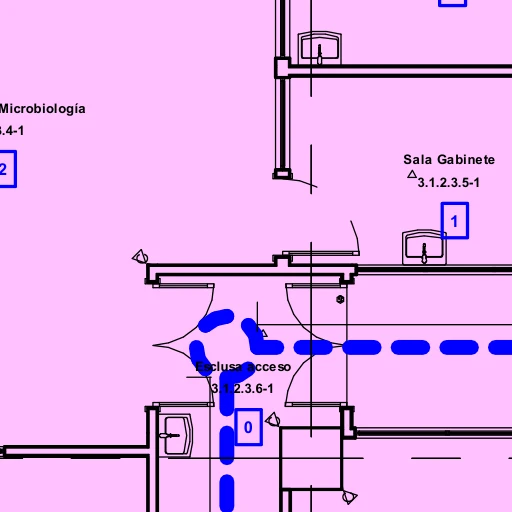 Microbiología
3.4-1
2
Sala Gabinete
3.1.2.3.5-1
1
Esclusa acceso
3.1.2.3.6-1
0